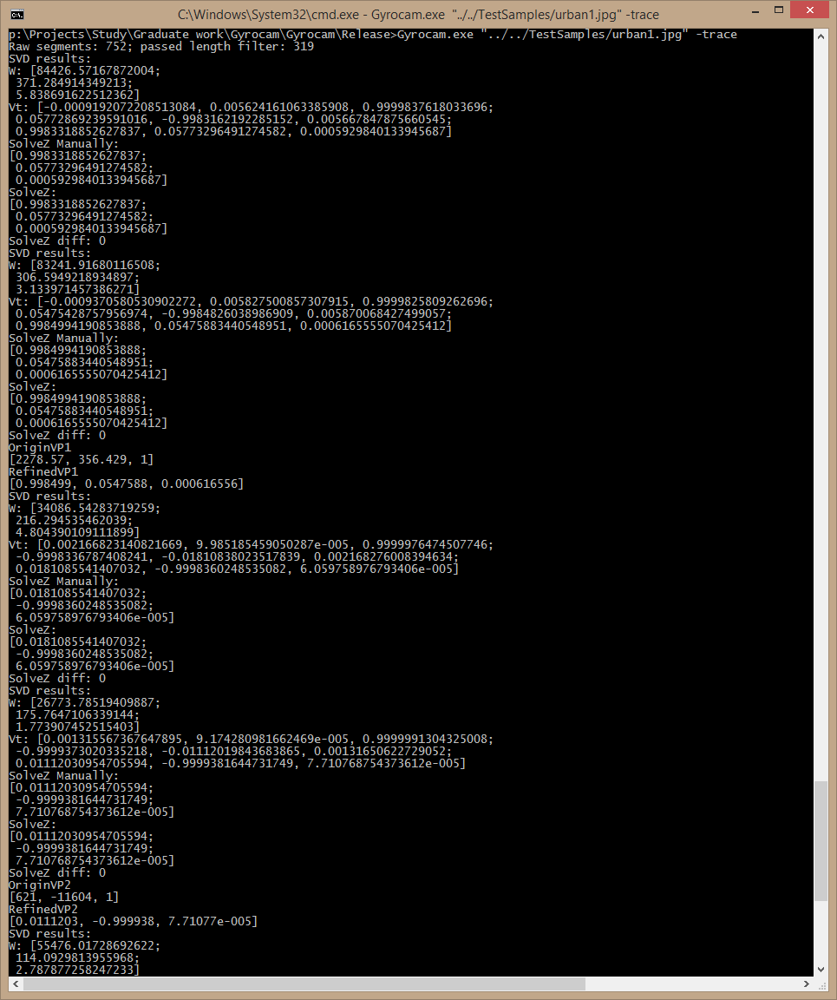 C:\Windows\System32\cmd.exe - Gyrocam.exe "../../TestSamples/urban1.jpg" -trace
p:\Projects\Study\Graduate work\Gyrocam\Gyrocam\Release>Gyrocam.exe "../../TestSamples/urban1.jpg" -trace
Raw segments: 752; passed length filter: 319
SVD results:
W: [84426.57167872004;
371.284914349213;
5.838691622512362]
Vt: [-0.0009192072208513084, 0.005624161063385908, 0.9999837618033696;
0.05772869239591016, -0.9983162192285152, 0.005667847875660545;
0.9983318852627837, 0.05773296491274582, 0.0005929840133945687]
SolveZ Manually:
[0.9983318852627837;
0.05773296491274582;
0.0005929840133945687]
SolveZ:
[0.9983318852627837;
0.05773296491274582;
0.0005929840133945687]
SolveZ diff: 0
SVD results:
W: [83241.91680116508;
306.5949218934897;
3.133971457386271]
Vt: [-0.0009370580530902272, 0.005827500857307915, 0.9999825809262696;
0.05475428757956974, -0.9984826038986909, 0.005870068427499057;
0.9984994190853888, 0.05475883440548951, 0.0006165555070425412]
SolveZ Manually:
[0.9984994190853888;
0.05475883440548951;
0.0006165555070425412]
SolveZ:
[0.9984994190853888;
0.05475883440548951;
0.0006165555070425412]
SolveZ diff: 0
OriginVP1
[2278.57, 356.429, 1]
RefinedVP1
[0.998499, 0.0547588, 0.000616556]
SVD results:
W: [34086.54283719259;
216.294535462039;
4.804390109111899]
Vt: [0.002166823140821669, 9.985185459050287e-005, 0.9999976474507746;
-0.9998336787408241, -0.01810838023517839, 0.002168276008394634;
0.0181085541407032, -0.9998360248535082, 6.059758976793406e-005]
SolveZ Manually:
[0.0181085541407032;
-0.9998360248535082;
6.059758976793406e-005]
SolveZ:
[0.0181085541407032;
-0.9998360248535082;
6.059758976793406e-005]
SolveZ diff: 0
SVD results:
W: [26773.78519409887;
175.7647106339144;
1.773907452515403]
Vt: [0.001315567367647895, 9.174280981662469e-005, 0.9999991304325008;
-0.9999373020335218, -0.01112019843683865, 0.00131650622729052;
0.01112030954705594, -0.9999381644731749, 7.710768754373612e-005]
SolveZ Manually:
[0.01112030954705594;
-0.9999381644731749;
7.710768754373612e-005]
SolveZ:
[0.01112030954705594;
-0.9999381644731749;
7.710768754373612e-005]
SolveZ diff: 0
OriginVP2
[621, -11604, 1]
RefinedVP2
[0.0111203, -0.999938, 7.71077e-005]
SVD results:
W: [55476.01728692622;
114.0929813955968;
2.787877258247233]